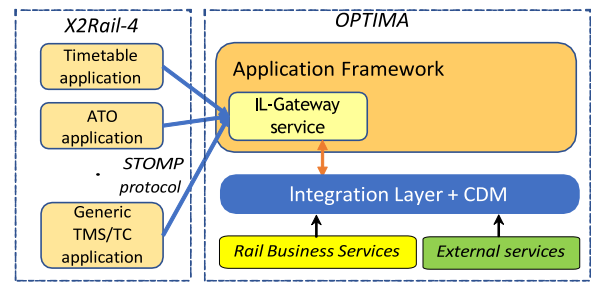 X2Rail-4
Timetable
application
ATO
application
.
STOMP
protocol
Generic
TMS/TC
application
OPTIMA
Application Framework
IL-Gateway
service
Integration Layer + CDM
Rail Business Services
External services